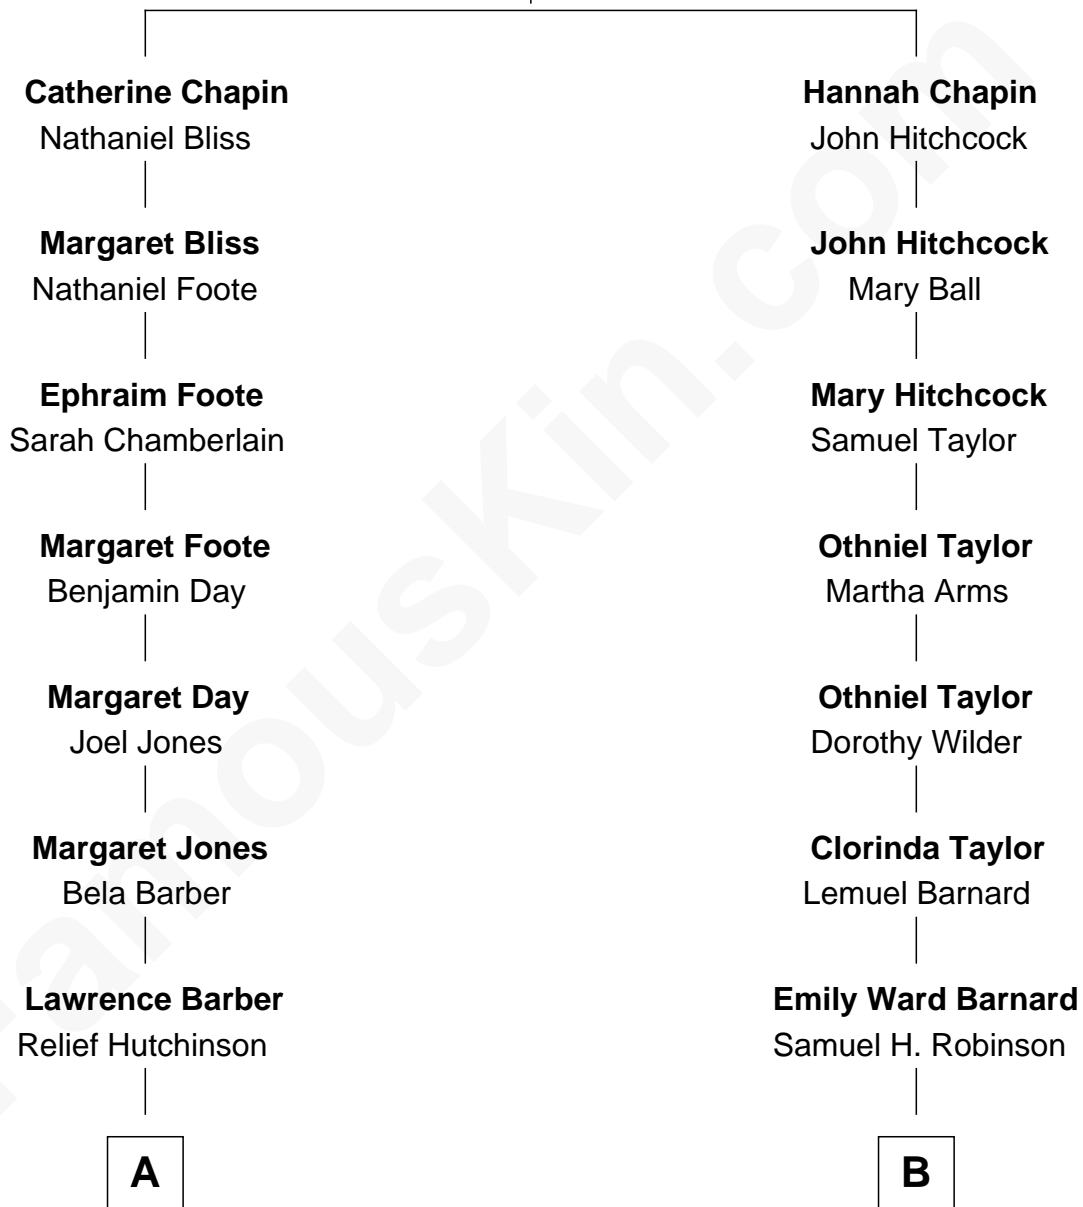 Catherine Chapin
Nathaniel Bliss
Margaret Bliss
Nathaniel Foote
Ephraim Foote
Sarah Chamberlain
Margaret Foote
Benjamin Day
Margaret Day
Joel Jones
Margaret Jones
Bela Barber
Lawrence Barber
Relief Hutchinson
A
Hannah Chapin
John Hitchcock
John Hitchcock
Mary Ball
Mary Hitchcock
Samuel Taylor
Othniel Taylor
Martha Arms
Othniel Taylor
Dorothy Wilder
Clorinda Taylor
Lemuel Barnard
Emily Ward Barnard
Samuel H. Robinson
B
FamousKin.com